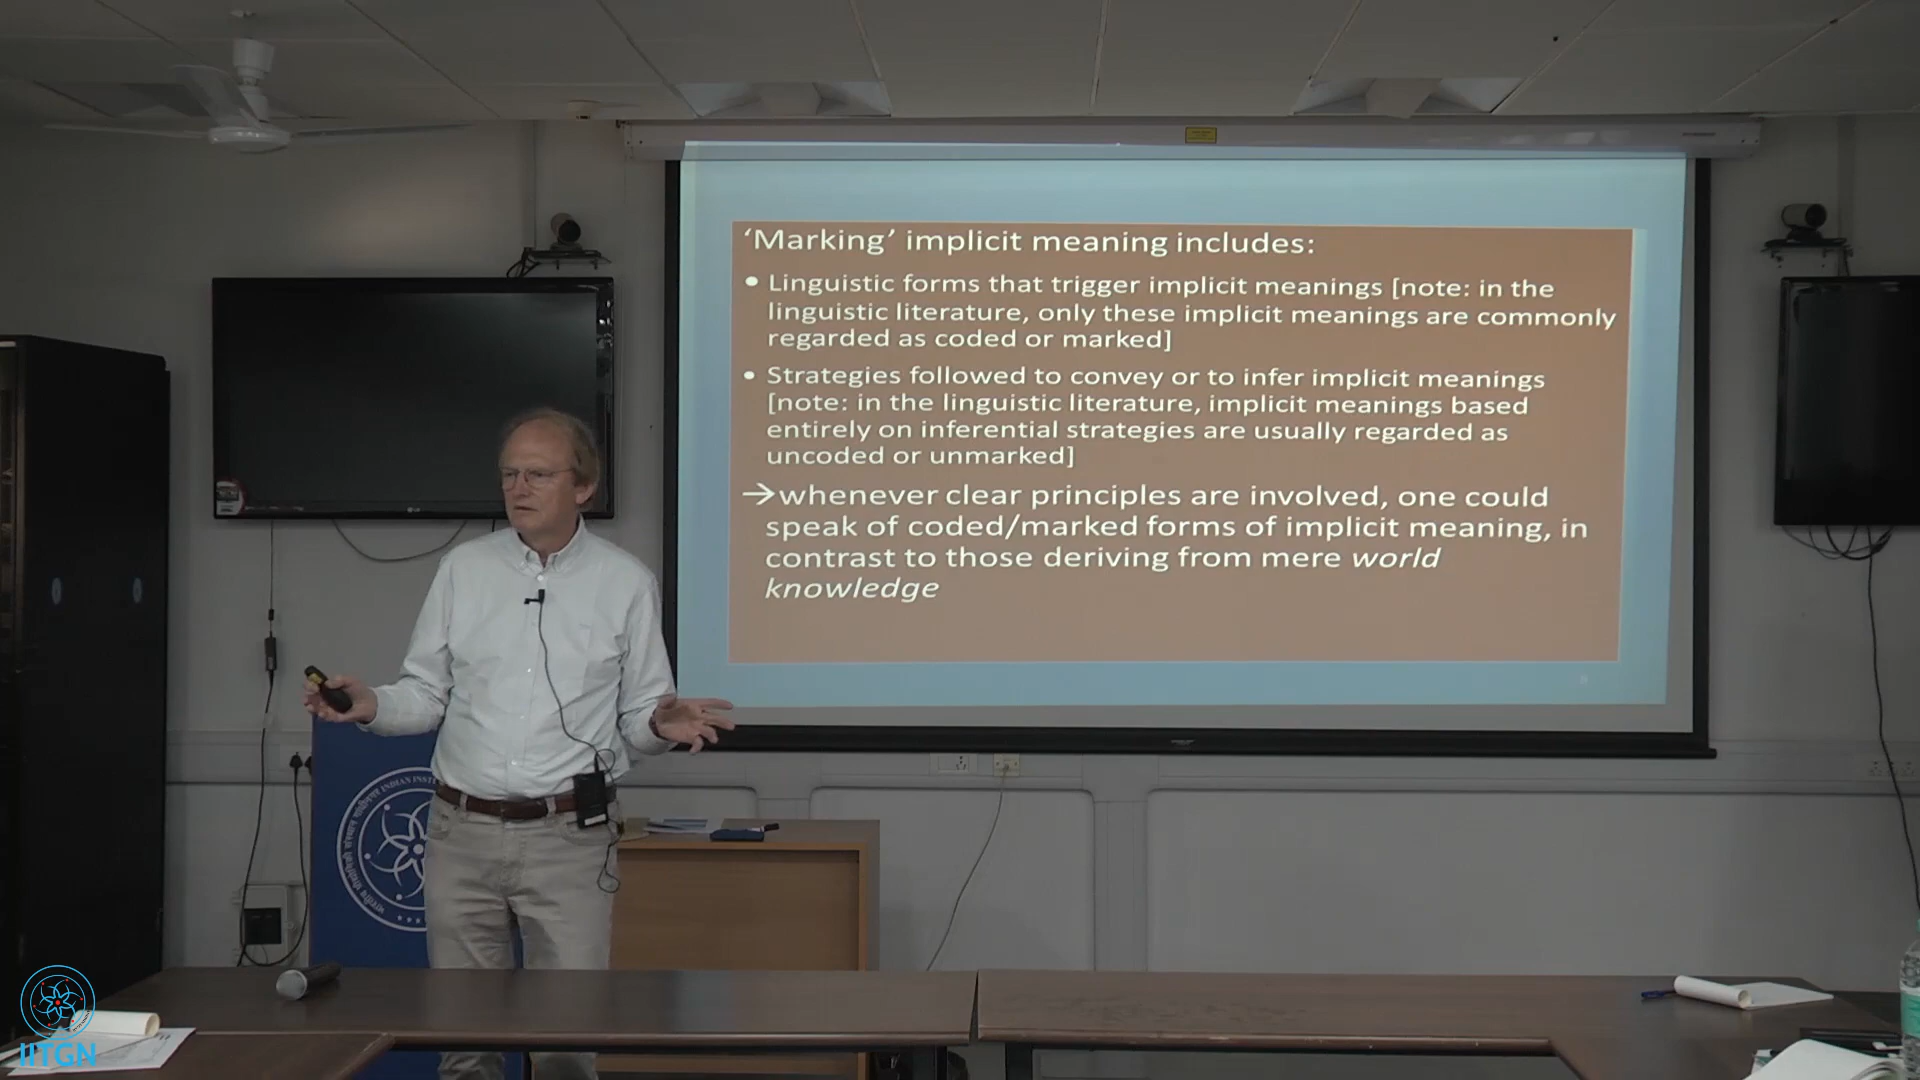 ‘Marking’ implicit meaning includes:
• Linguistic forms that trigger implicit meanings [note: in the
linguistic literature, only these implicit meanings are commonly
regarded as coded or marked]
• Strategies followed to convey or to infer implicit meanings
[note: in the linguistic literature, implicit meanings based
entirely on inferential strategies are usually regarded as
uncoded or unmarked]
→whenever clear principles are involved, one could
speak of coded/marked forms of implicit meaning, in
contrast to those deriving from mere world
knowledge
LG
INDIAN INSTI
IITGN